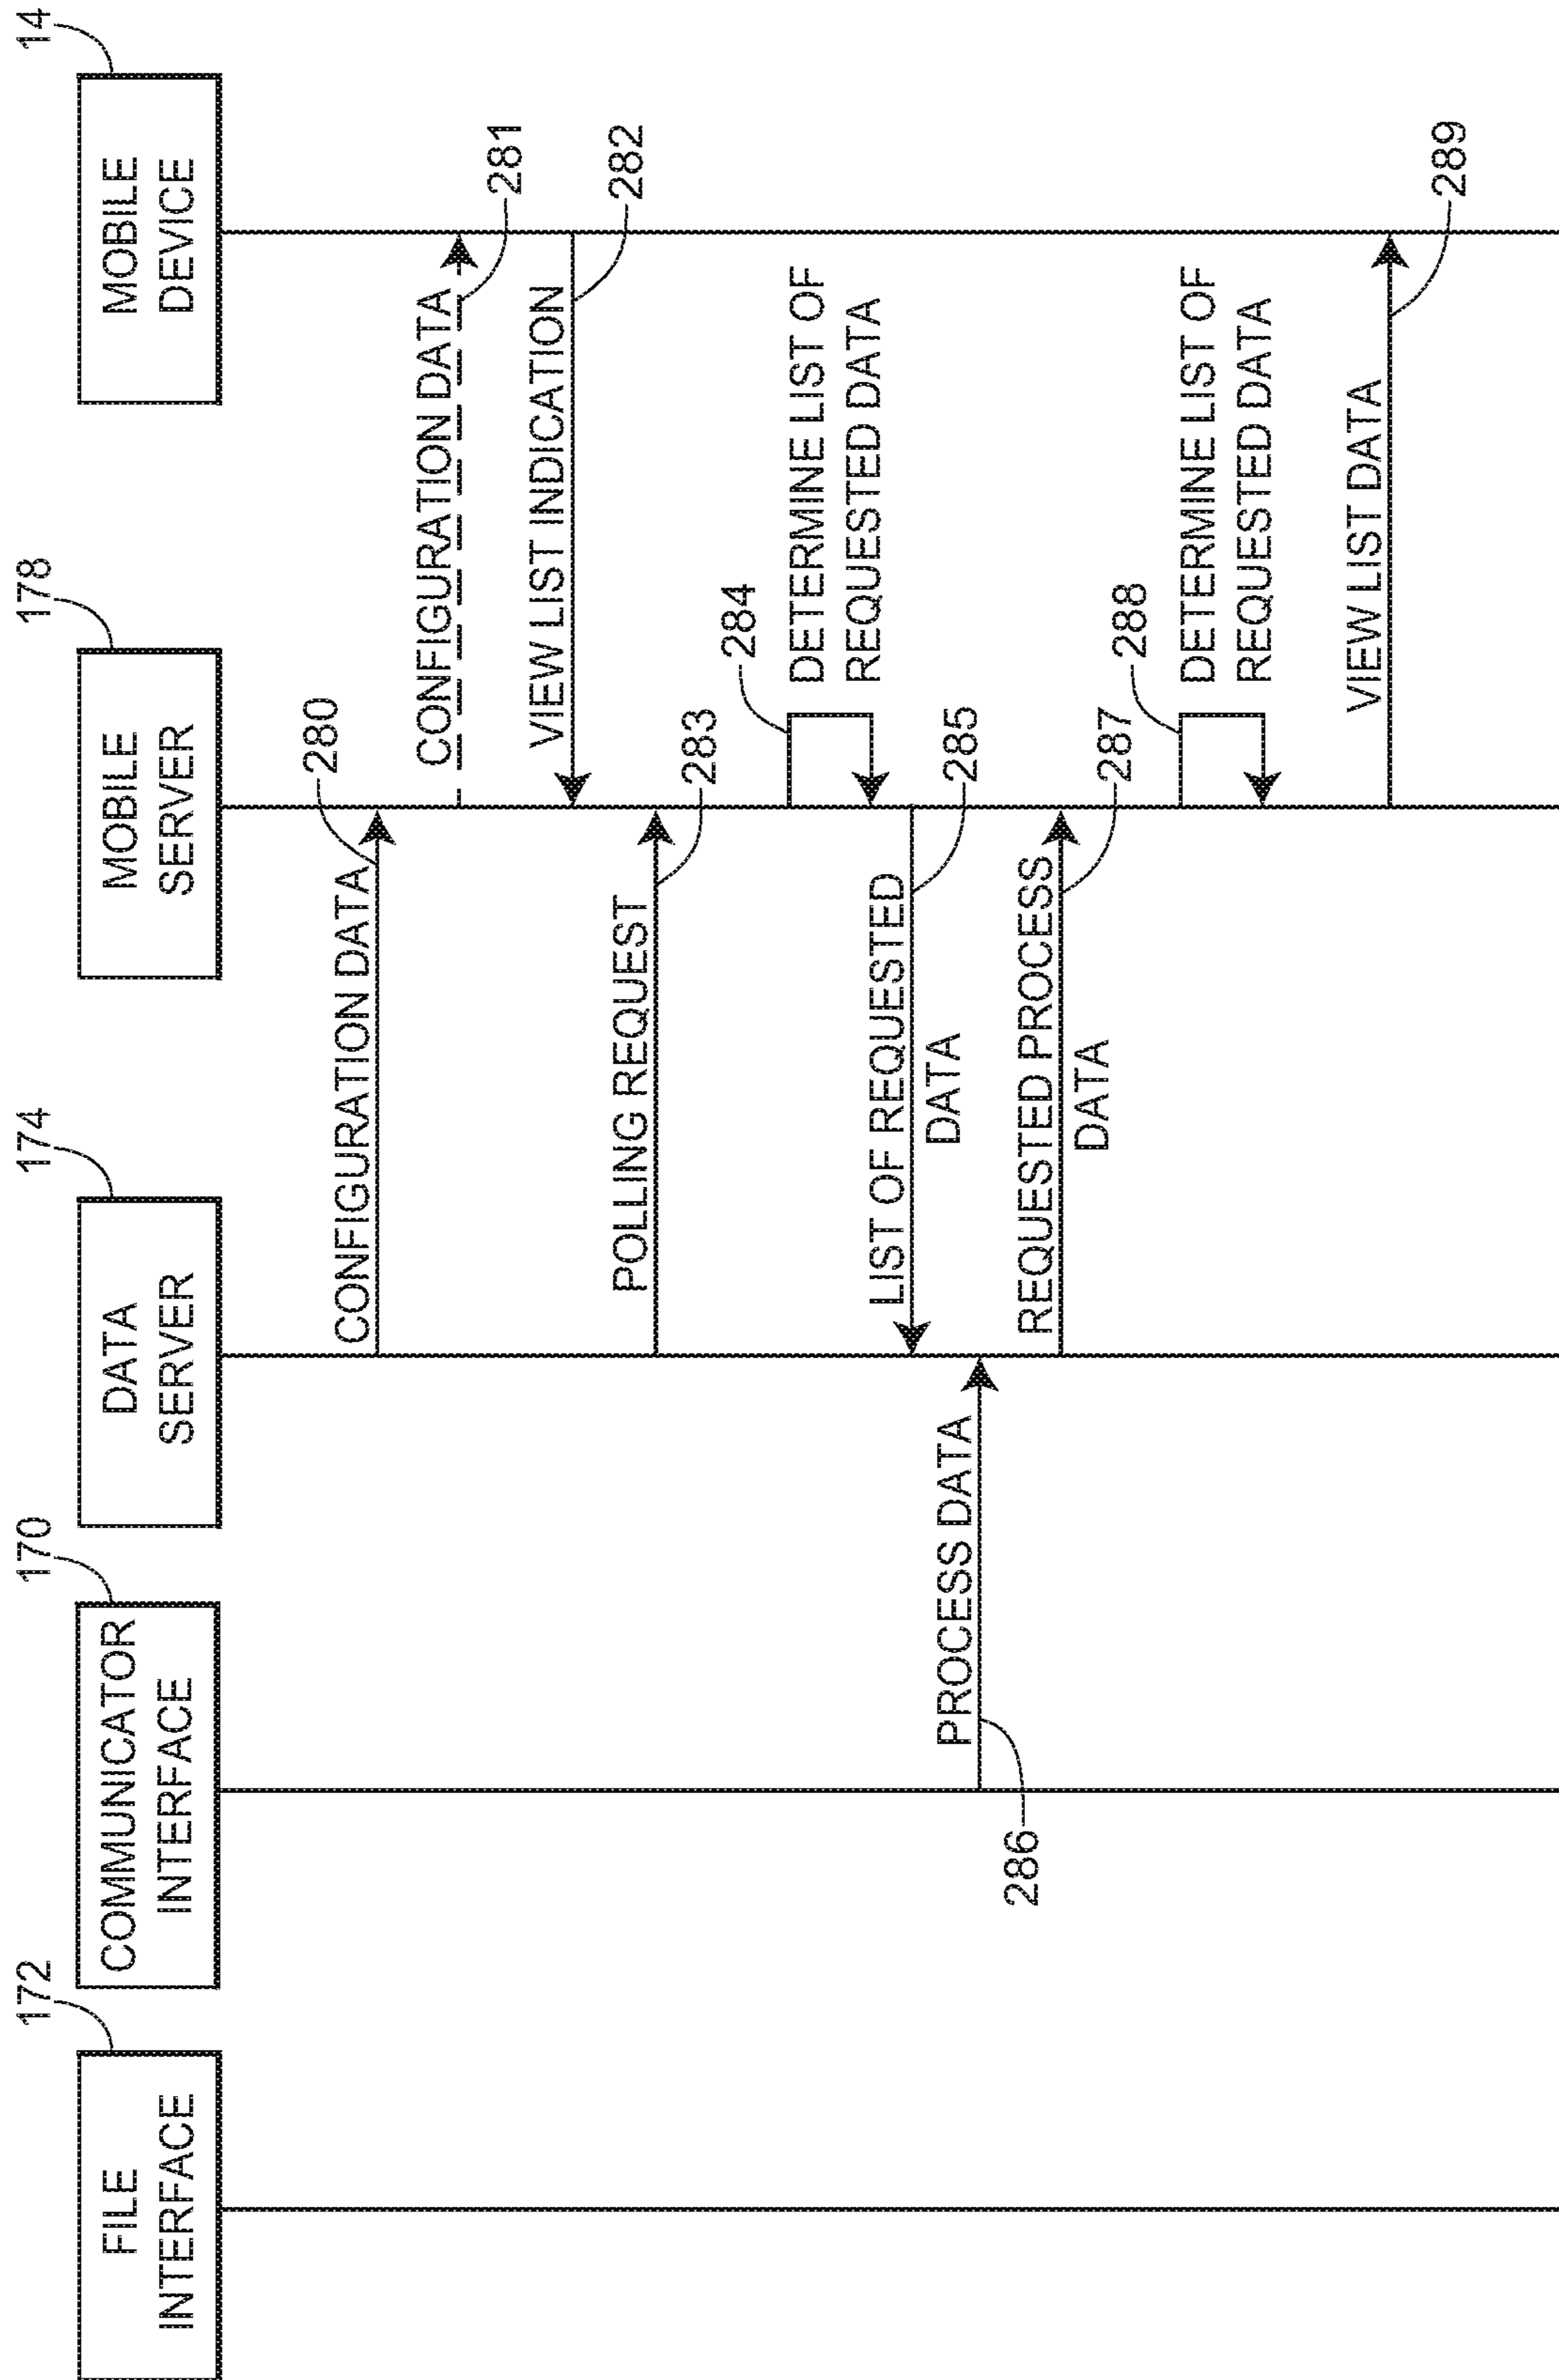 172
FILE
INTERFACE
170
COMMUNICATOR
INTERFACE
174
DATA
SERVER
178
MOBILE
SERVER
14
MOBILE
DEVICE
CONFIGURATION DATA
280
CONFIGURATION DATA
281
VIEW LIST INDICATION
282
POLLING REQUEST
283
284
DETERMINE LIST OF
REQUESTED DATA
LIST OF REQUESTED
DATA
285
PROCESS DATA
286
REQUESTED PROCESS
DATA
287
288
DETERMINE LIST OF
REQUESTED DATA
VIEW LIST DATA
289